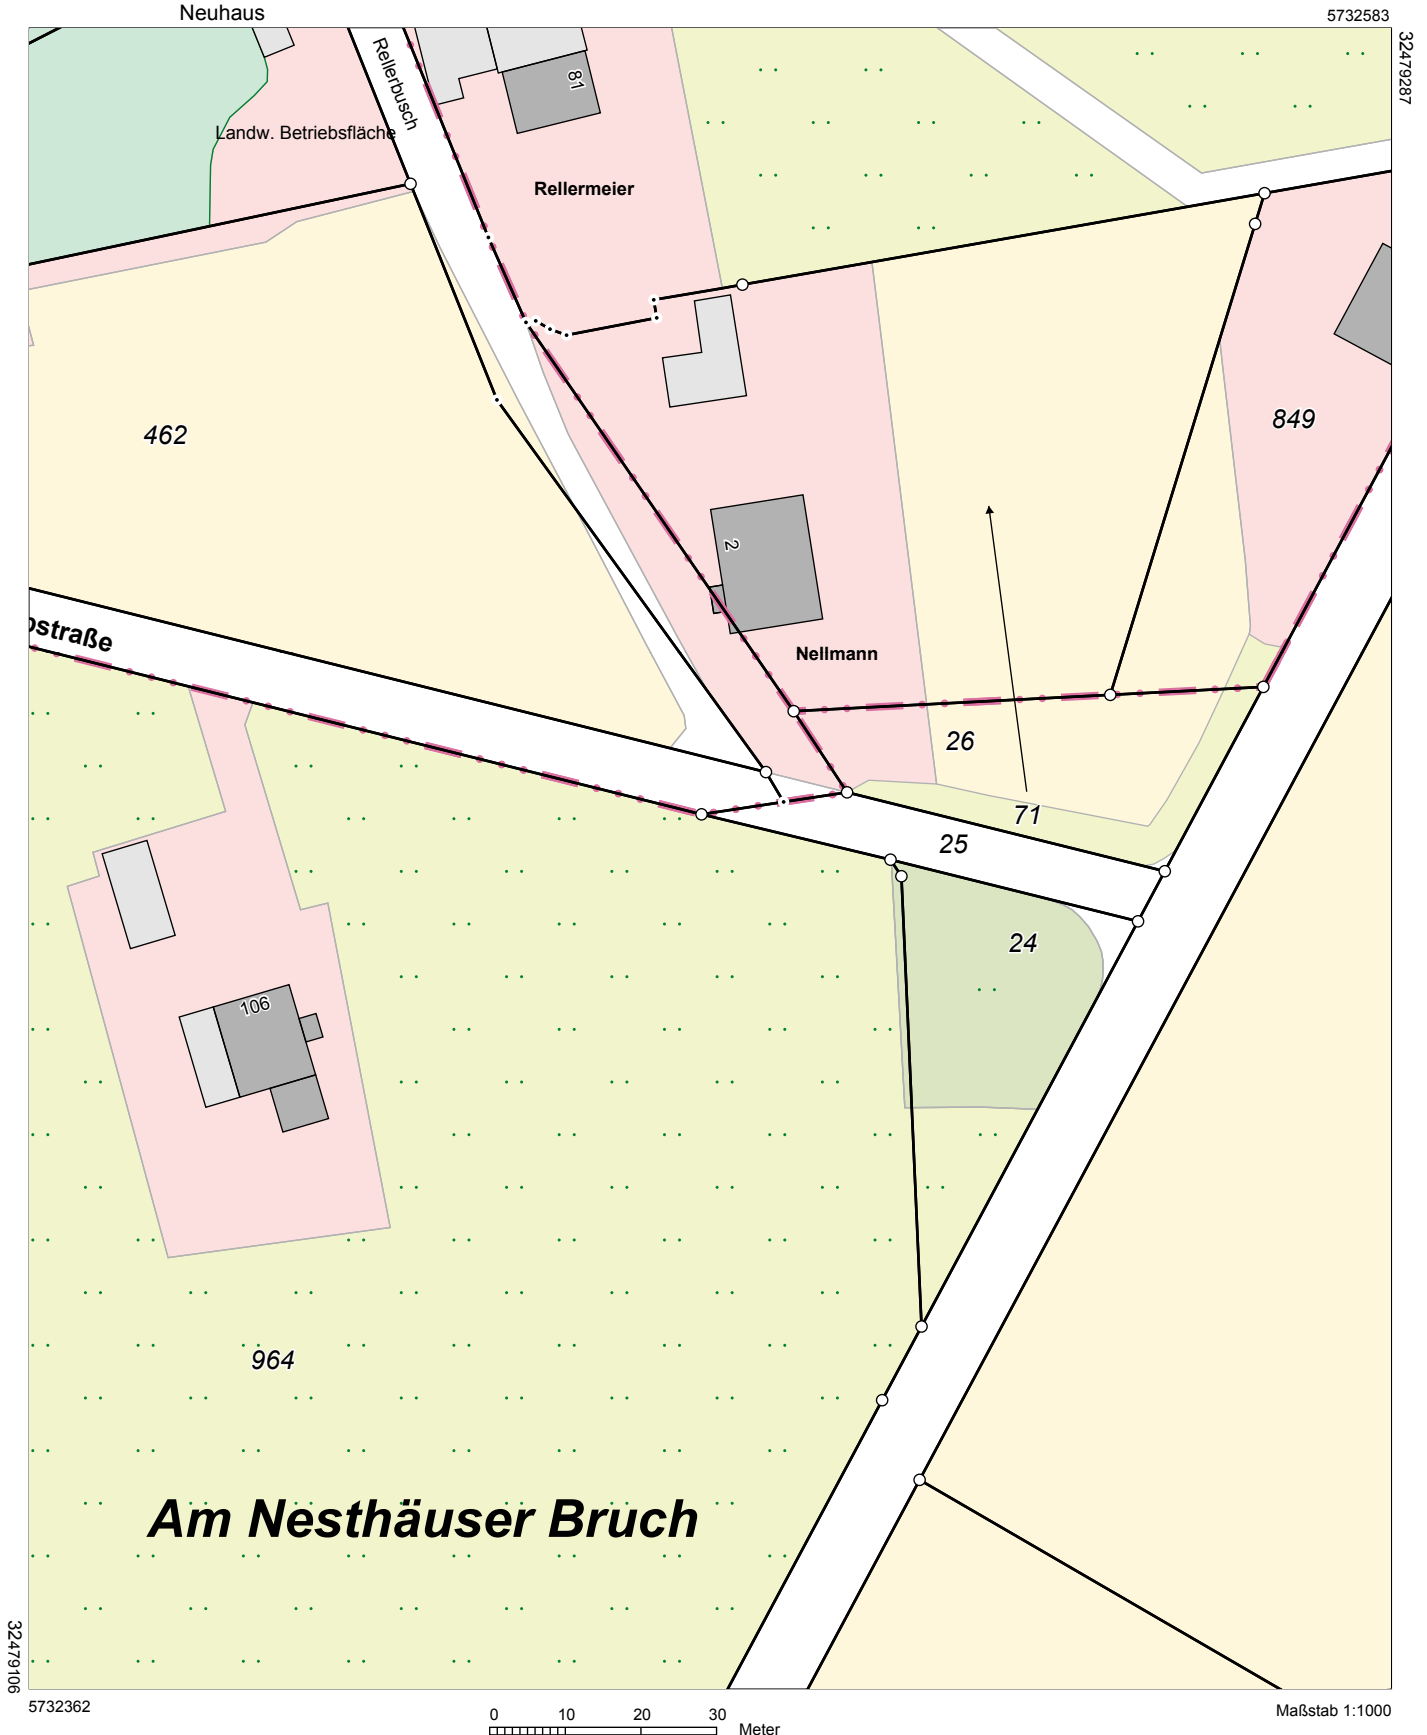 Neuhaus
5732583
32479287
Rellerbusch
81
Landw. Betriebsfläche
Rellermeier
462
849
2
ostraße
Nellmann
26
71
25
24
106
964
Am Nesthäuser Bruch
32479106
5732362
0 10 20 30
Meter
Maßstab 1:1000